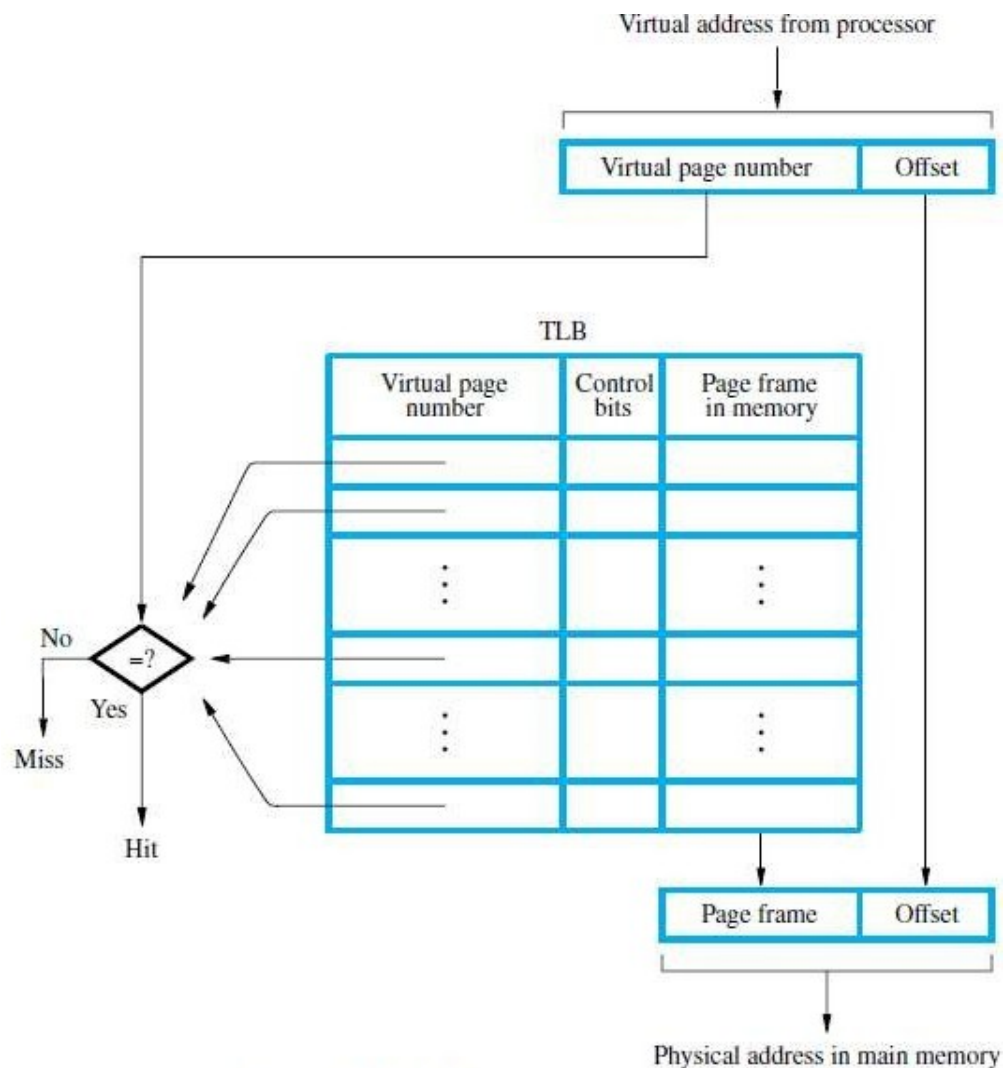 Virtual address from processor
Virtual page number
Offset
TLB
Virtual page
number
Control
bits
Page frame
in memory
No
=?
Yes
Miss
Hit
Page frame
Offset
Physical address in main memory